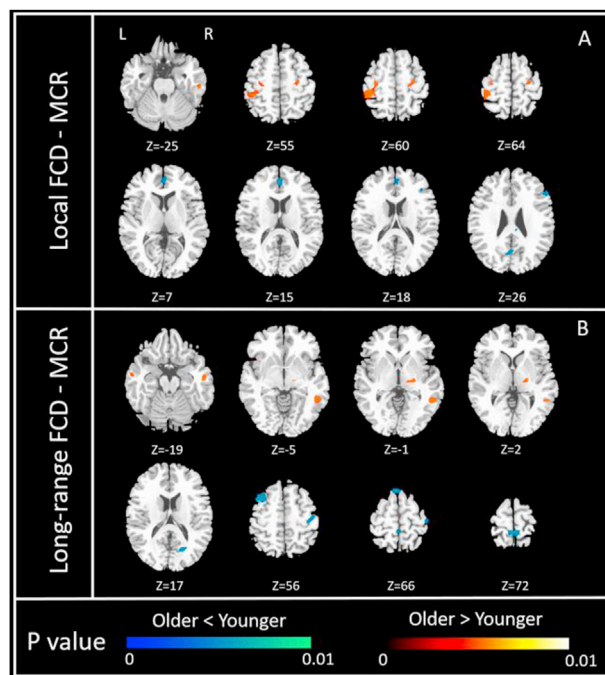 Local FCD - MCR
L R A
Z=-25 Z=55 Z=60 Z=64
Z=7 Z=15 Z=18 Z=26
Long-range FCD - MCR
B
Z=-19 Z=-5 Z=-1 Z=2
Z=17 Z=56 Z=66 Z=72
P value
Older < Younger Older > Younger
0 0.01 0 0.01